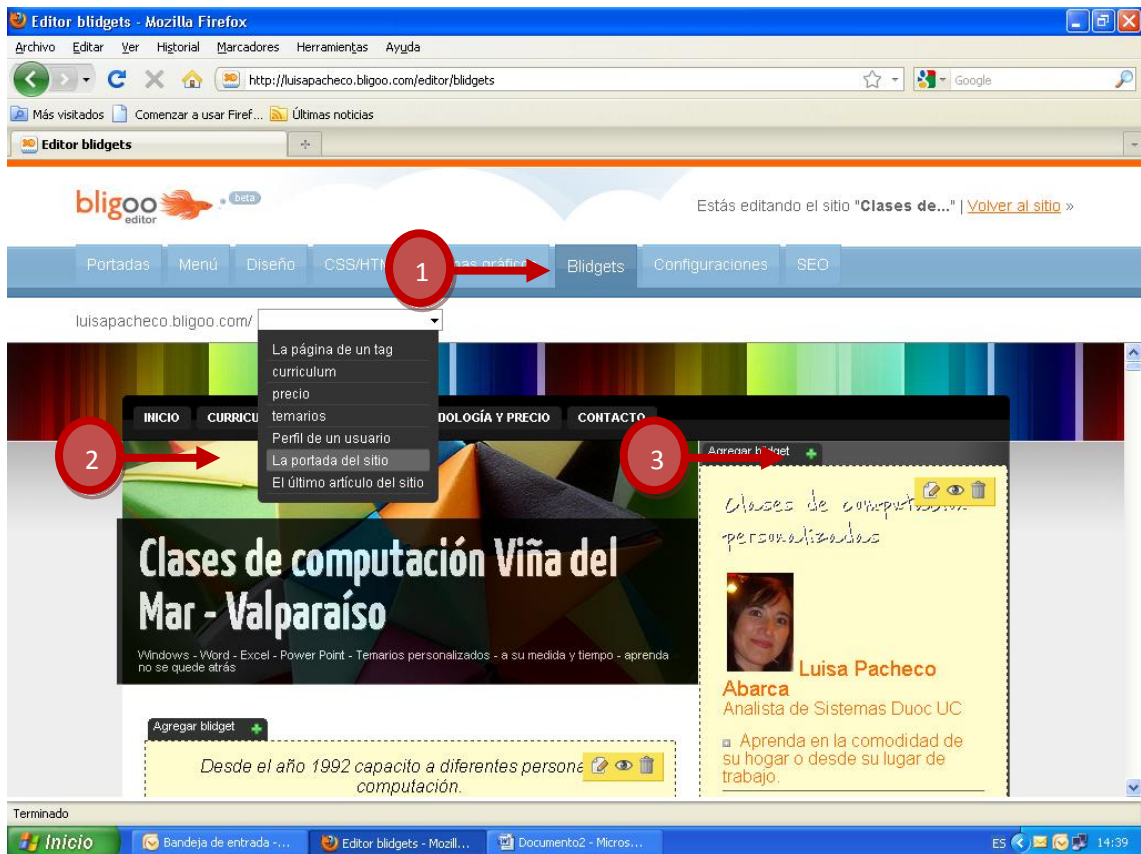 Editor blidgets - Mozilla Firefox
Archivo Editar Ver Historial Marcadores Herramientas Ayuda
http://luisapacheco.bligoo.com/editor/blidgets
Google
Más visitados Comenzar a usar Firef... Últimas noticias
Editor blidgets
bligoo editor beta
Estás editando el sitio "Clases de..." | Volver al sitio »
Portadas Menú Diseño CSS/HTM gráficos Blidgets Configuraciones SEO
1
luisapacheco.bligoo.com/
La página de un tag
curriculum
precio
temarios
Perfil de un usuario
La portada del sitio
El último artículo del sitio
INICIO CURRICU DOLOGÍA Y PRECIO CONTACTO
2
3
Agregar blidget
Clases de computación
personalizadas
Clases de computación Viña del
Mar - Valparaíso
Windows - Word - Excel - Power Point - Temarios personalizados - a su medida y tiempo - aprenda
no se quede atrás
Luisa Pacheco
Abarca
Analista de Sistemas Duoc UC
Aprenda en la comodidad de
su hogar o desde su lugar de
trabajo.
Agregar blidget
Desde el año 1992 capacito a diferentes persona
computación.
Terminado
Inicio Bandeja de entrada -... Editor blidgets - Mozill... Documento2 - Micros... ES 14:39